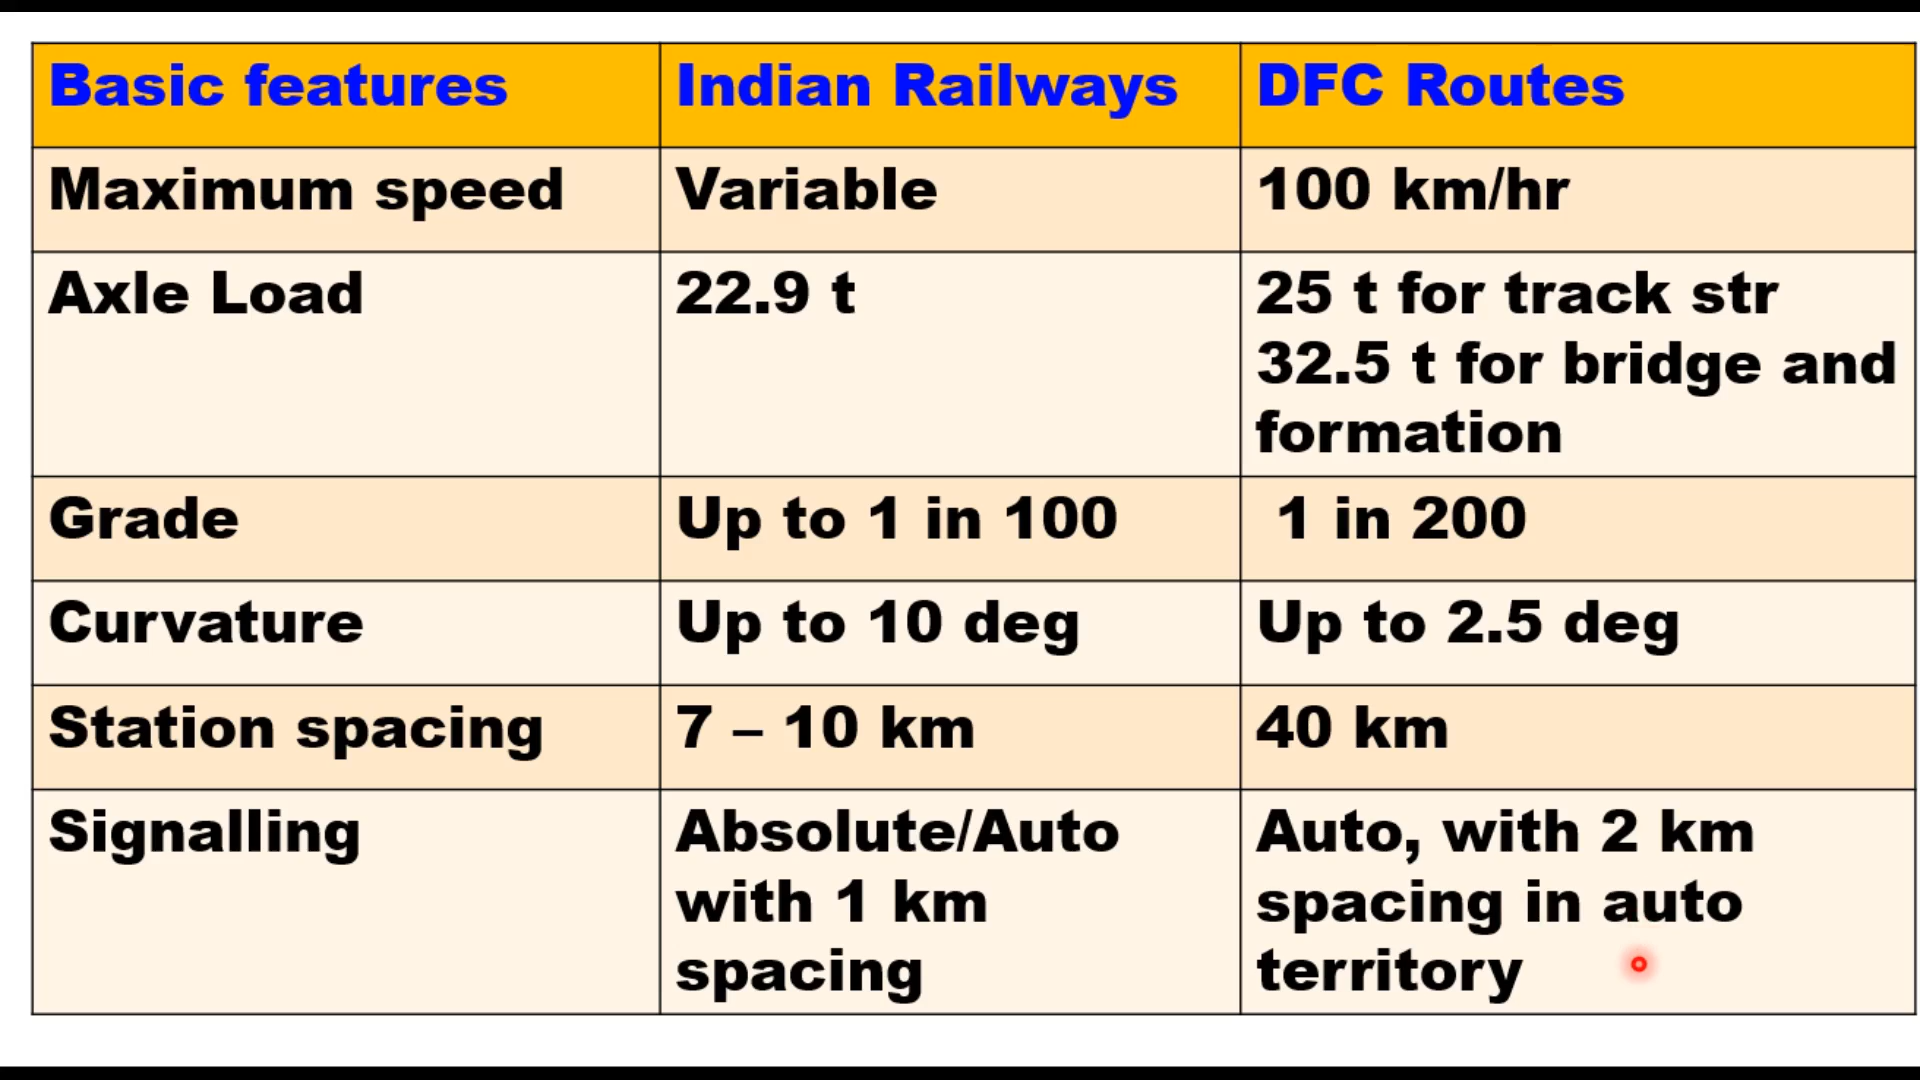 Basic features
Indian Railways
DFC Routes
Maximum speed
Variable
100 km/hr
Axle Load
22.9 t
25 t for track str
32.5 t for bridge and
formation
Grade
Up to 1 in 100
1 in 200
Curvature
Up to 10 deg
Up to 2.5 deg
Station spacing
7 – 10 km
40 km
Signalling
Absolute/Auto
with 1 km
spacing
Auto, with 2 km
spacing in auto
territory